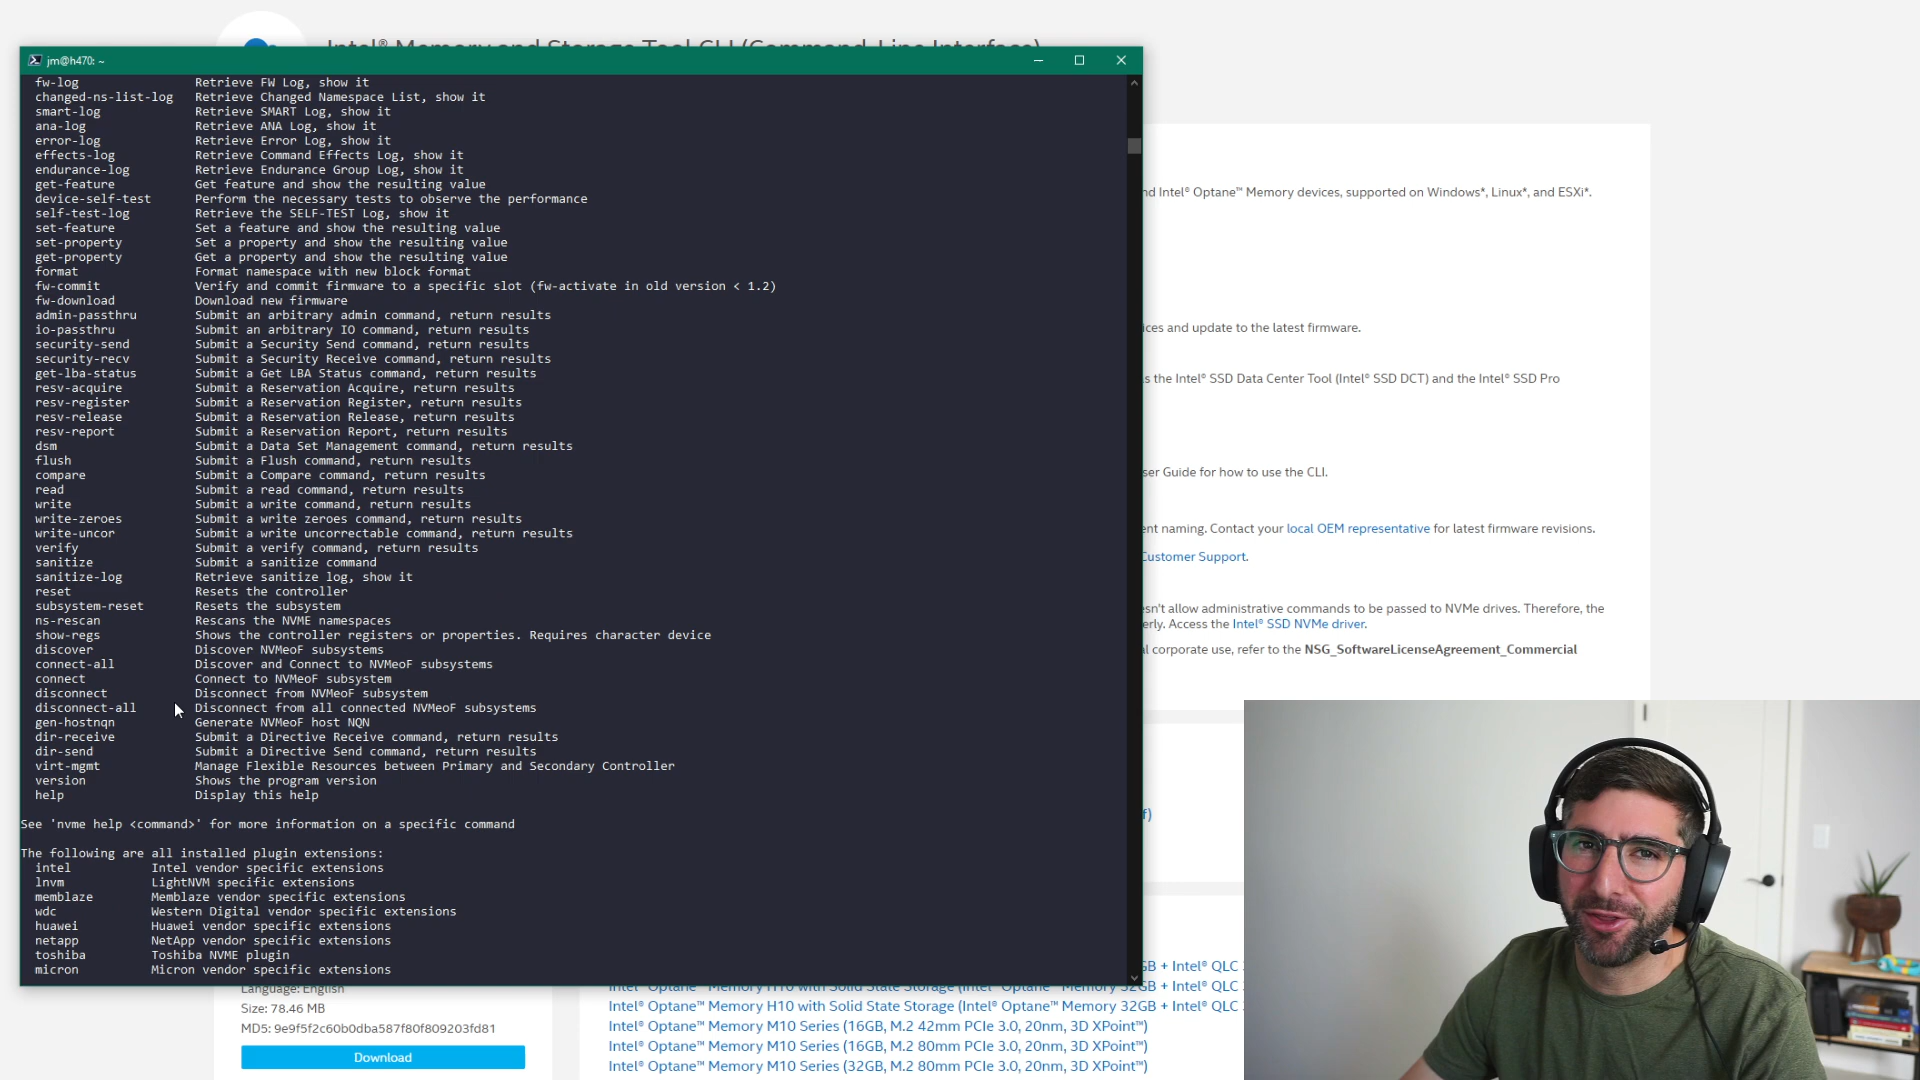 Intel® Memory and Storage Tool CLI (Command-Line Interface)
jm@h470: ~
fw-log Retrieve FW Log, show it
changed-ns-list-log Retrieve Changed Namespace List, show it
smart-log Retrieve SMART Log, show it
ana-log Retrieve ANA Log, show it
error-log Retrieve Error Log, show it
effects-log Retrieve Command Effects Log, show it
endurance-log Retrieve Endurance Group Log, show it
get-feature Get feature and show the resulting value
device-self-test Perform the necessary tests to observe the performance
self-test-log Retrieve the SELF-TEST Log, show it
set-feature Set a feature and show the resulting value
set-property Set a property and show the resulting value
get-property Get a property and show the resulting value
format Format namespace with new block format
fw-commit Verify and commit firmware to a specific slot (fw-activate in old version < 1.2)
fw-download Download new firmware
admin-passthru Submit an arbitrary admin command, return results
io-passthru Submit an arbitrary IO command, return results
security-send Submit a Security Send command, return results
security-recv Submit a Security Receive command, return results
get-lba-status Submit a Get LBA Status command, return results
resv-acquire Submit a Reservation Acquire, return results
resv-register Submit a Reservation Register, return results
resv-release Submit a Reservation Release, return results
resv-report Submit a Reservation Report, return results
dsm Submit a Data Set Management command, return results
flush Submit a Flush command, return results
compare Submit a Compare command, return results
read Submit a read command, return results
write Submit a write command, return results
write-zeroes Submit a write zeroes command, return results
write-uncor Submit a write uncorrectable command, return results
verify Submit a verify command, return results
sanitize Submit a sanitize command
sanitize-log Retrieve sanitize log, show it
reset Resets the controller
subsystem-reset Resets the subsystem
ns-rescan Rescans the NVME namespaces
show-regs Shows the controller registers or properties. Requires character device
discover Discover NVMeoF subsystems
connect-all Discover and Connect to NVMeoF subsystems
connect Connect to NVMeoF subsystem
disconnect Disconnect from NVMeoF subsystem
disconnect-all Disconnect from all connected NVMeoF subsystems
gen-hostnqn Generate NVMeoF host NQN
dir-receive Submit a Directive Receive command, return results
dir-send Submit a Directive Send command, return results
virt-mgmt Manage Flexible Resources between Primary and Secondary Controller
version Shows the program version
help Display this help
See 'nvme help <command>' for more information on a specific command
The following are all installed plugin extensions:
intel Intel vendor specific extensions
lnvm LightNVM specific extensions
memblaze Memblaze vendor specific extensions
wdc Western Digital vendor specific extensions
huawei Huawei vendor specific extensions
netapp NetApp vendor specific extensions
toshiba Toshiba NVME plugin
micron Micron vendor specific extensions
nd Intel® Optane™ Memory devices, supported on Windows*, Linux*, and ESXi*.
ices and update to the latest firmware.
s the Intel® SSD Data Center Tool (Intel® SSD DCT) and the Intel® SSD Pro
ser Guide for how to use the CLI.
ent naming. Contact your local OEM representative for latest firmware revisions.
Customer Support.
esn't allow administrative commands to be passed to NVMe drives. Therefore, the
erly. Access the Intel® SSD NVMe driver.
al corporate use, refer to the NSG_SoftwareLicenseAgreement_Commercial
f)
Language: English
Size: 78.46 MB
MD5: 9e9f5f2c60b0dba587f80f809203fd81
Download
GB + Intel® QLC
Intel® Optane™ Memory H10 with Solid State Storage (Intel® Optane™ Memory 32GB + Intel® QLC
Intel® Optane™ Memory H10 with Solid State Storage (Intel® Optane™ Memory 32GB + Intel® QLC
Intel® Optane™ Memory M10 Series (16GB, M.2 42mm PCIe 3.0, 20nm, 3D XPoint™)
Intel® Optane™ Memory M10 Series (16GB, M.2 80mm PCIe 3.0, 20nm, 3D XPoint™)
Intel® Optane™ Memory M10 Series (32GB, M.2 80mm PCIe 3.0, 20nm, 3D XPoint™)